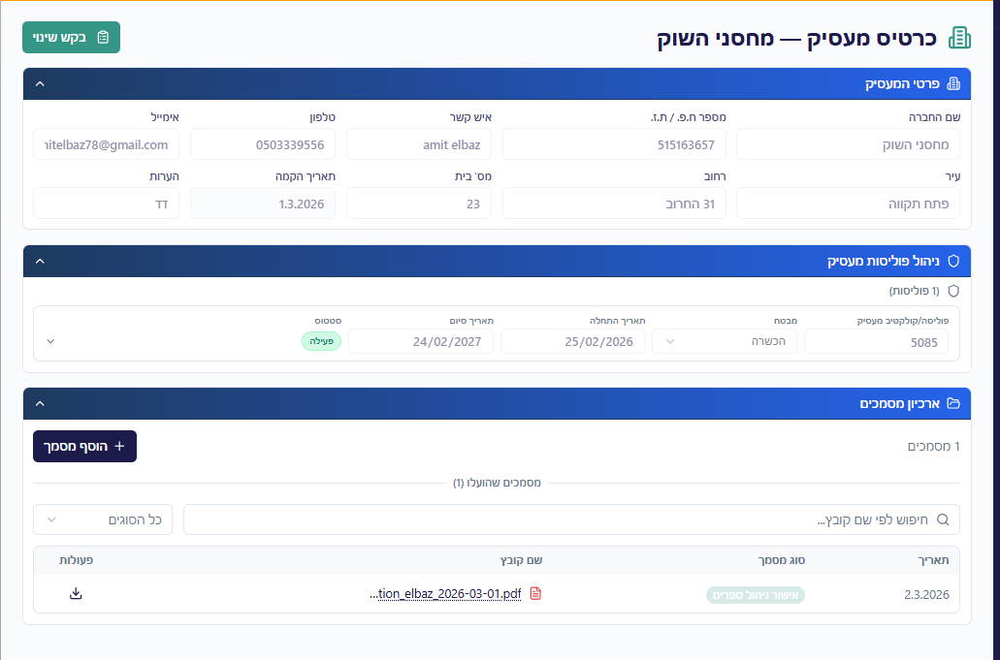 כרטיס מעסיק — מחסני השוק
בקש שינוי
פרטי המעסיק
שם החברה מספר ח.פ. / ת.ז. איש קשר טלפון אימייל
מחסני השוק 515163657 amit elbaz 0503339556 nitelbaz78@gmail.com
עיר רחוב מס' בית תאריך הקמה הערות
פתח תקווה 31 החרוב 23 1.3.2026 דד
ניהול פוליסות מעסיק
(1 פוליסות)
פוליסה/קולקטיב מעסיק מבטח תאריך התחלה תאריך סיום סטטוס
5085 הכשרה 25/02/2026 24/02/2027 פעילה
ארכיון מסמכים
1 מסמכים + הוסף מסמך
מסמכים שהועלו (1)
חיפוש לפי שם קובץ... כל הסוגים
תאריך סוג מסמך שם קובץ פעולות
2.3.2026 אישור ניהול ספרים ...tion_elbaz_2026-03-01.pdf